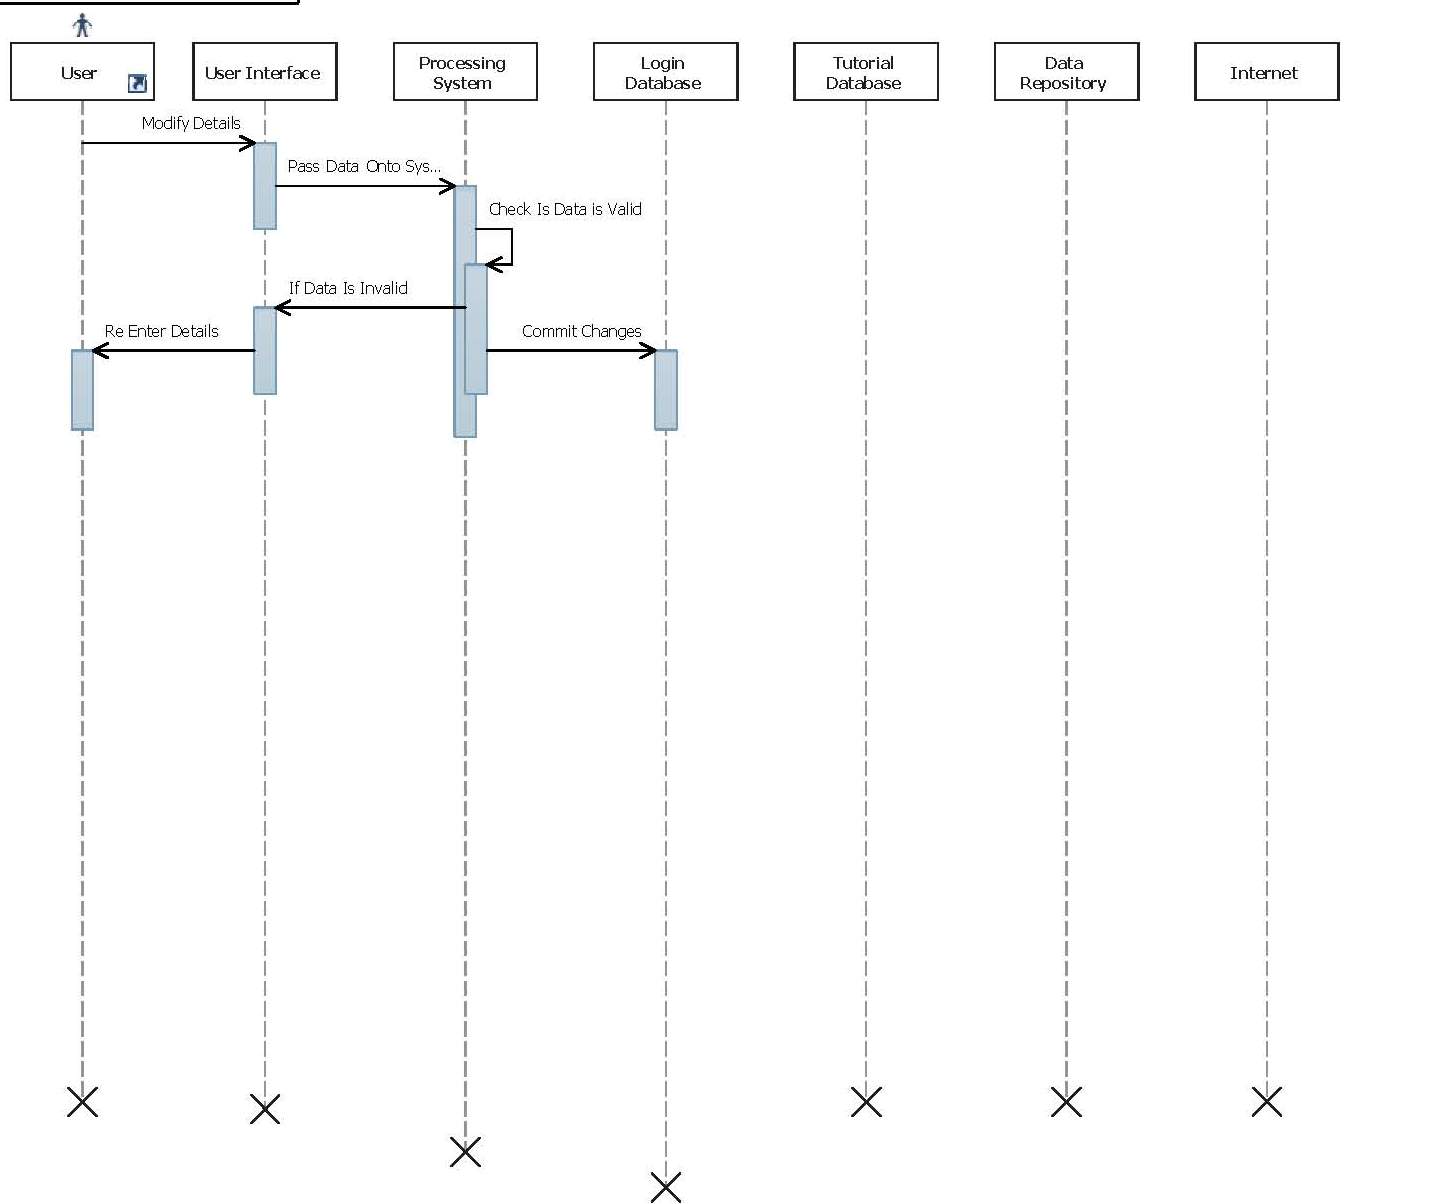 User
User Interface
Processing
System
Login
Database
Tutorial
Database
Data
Repository
Internet
Modify Details
Pass Data Onto Sys...
Check Is Data is Valid
If Data Is Invalid
Re Enter Details
Commit Changes